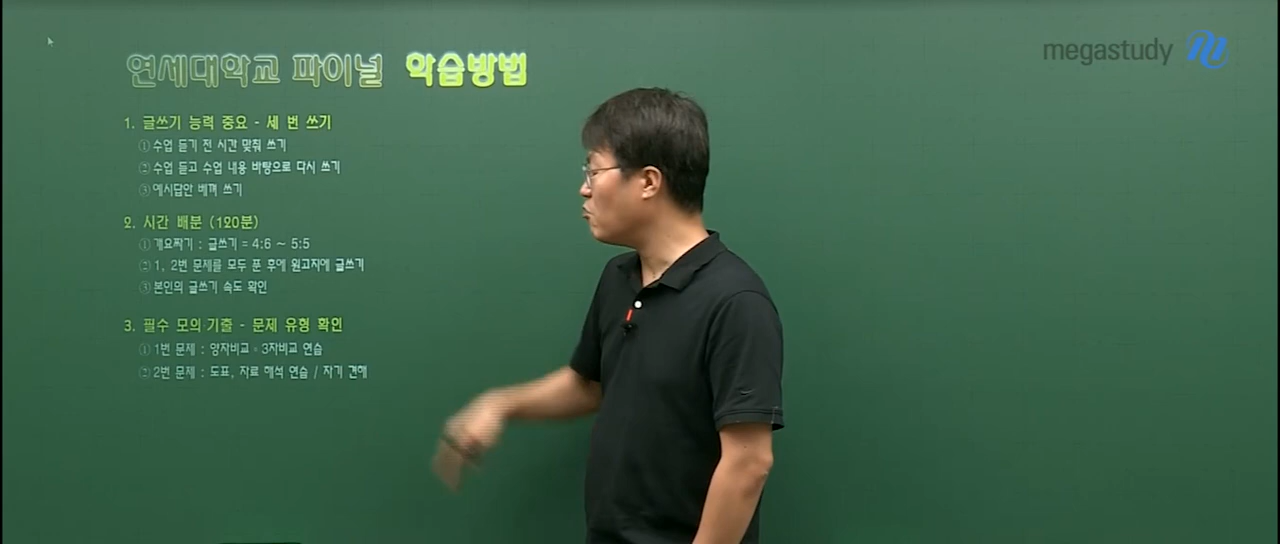 연세대학교 파이널 학습방법
megastudy
1. 글쓰기 능력 중요 - 세 번 쓰기
① 수업 듣기 전 시간 맞춰 쓰기
② 수업 듣고 수업 내용 바탕으로 다시 쓰기
③ 예시답안 베껴 쓰기
2. 시간 배분 (120분)
① 개요짜기 : 글쓰기 = 4:6 ~ 5:5
② 1, 2번 문제를 모두 푼 후에 원고지에 글쓰기
③ 본인의 글쓰기 속도 확인
3. 필수 모의 기출 - 문제 유형 확인
① 1번 문제 : 양자비교 · 3자비교 연습
② 2번 문제 : 도표, 자료 해석 연습 / 자기 견해